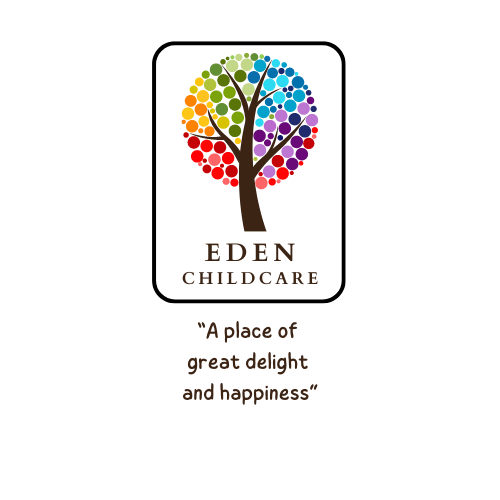 EDEN
CHILDCARE
“A place of
great delight
and happiness”